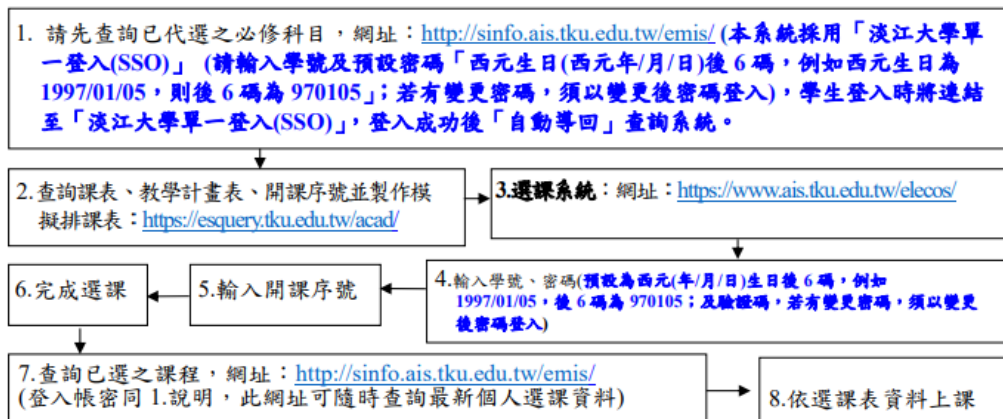 1. 請先查詢已代選之必修科目，網址：http://sinfo.ais.tku.edu.tw/emis/ (本系統採用「淡江大學單
一登入(SSO)」 (請輸入學號及預設密碼「西元生日(西元年/月/日)後 6 碼，例如西元生日為
1997/01/05，則後 6 碼為 970105」；若有變更密碼，須以變更後密碼登入)，學生登入時將連結
至「淡江大學單一登入(SSO)」，登入成功後「自動導回」查詢系統。
2.查詢課表、教學計畫表、開課序號並製作模
擬排課表：https://esquery.tku.edu.tw/acad/
3.選課系統：網址：https://www.ais.tku.edu.tw/elecos/
4.輸入學號、密碼(預設為西元(年/月/日)生日後 6 碼，例如
1997/01/05，後 6 碼為 970105；及驗證碼，若有變更密碼，須以變更
後密碼登入)
5.輸入開課序號
6.完成選課
7.查詢已選之課程，網址：http://sinfo.ais.tku.edu.tw/emis/
(登入帳密同 1.說明，此網址可隨時查詢最新個人選課資料)
8.依選課表資料上課